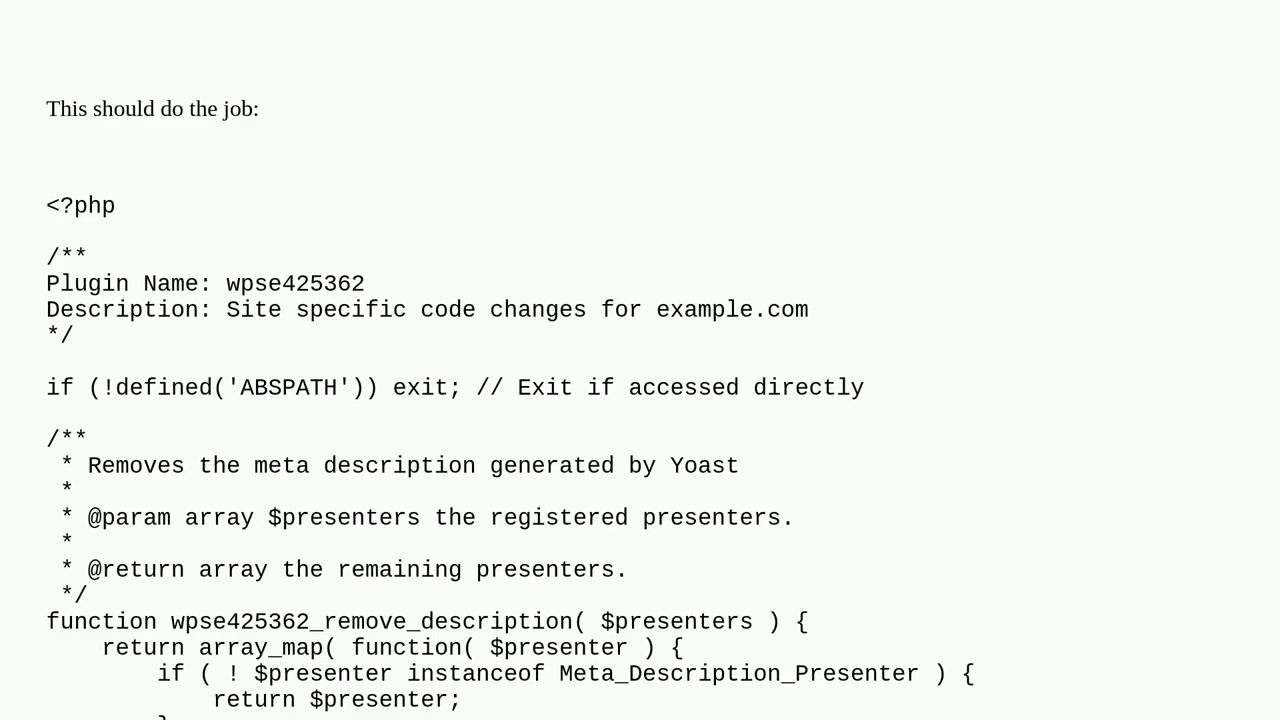 This should do the job:
<?php
/**
Plugin Name: wpse425362
Description: Site specific code changes for example.com
*/
if (!defined('ABSPATH')) exit; // Exit if accessed directly
/**
 * Removes the meta description generated by Yoast
 *
 * @param array $presenters the registered presenters.
 *
 * @return array the remaining presenters.
 */
function wpse425362_remove_description( $presenters ) {
    return array_map( function( $presenter ) {
        if ( ! $presenter instanceof Meta_Description_Presenter ) {
            return $presenter;
        }